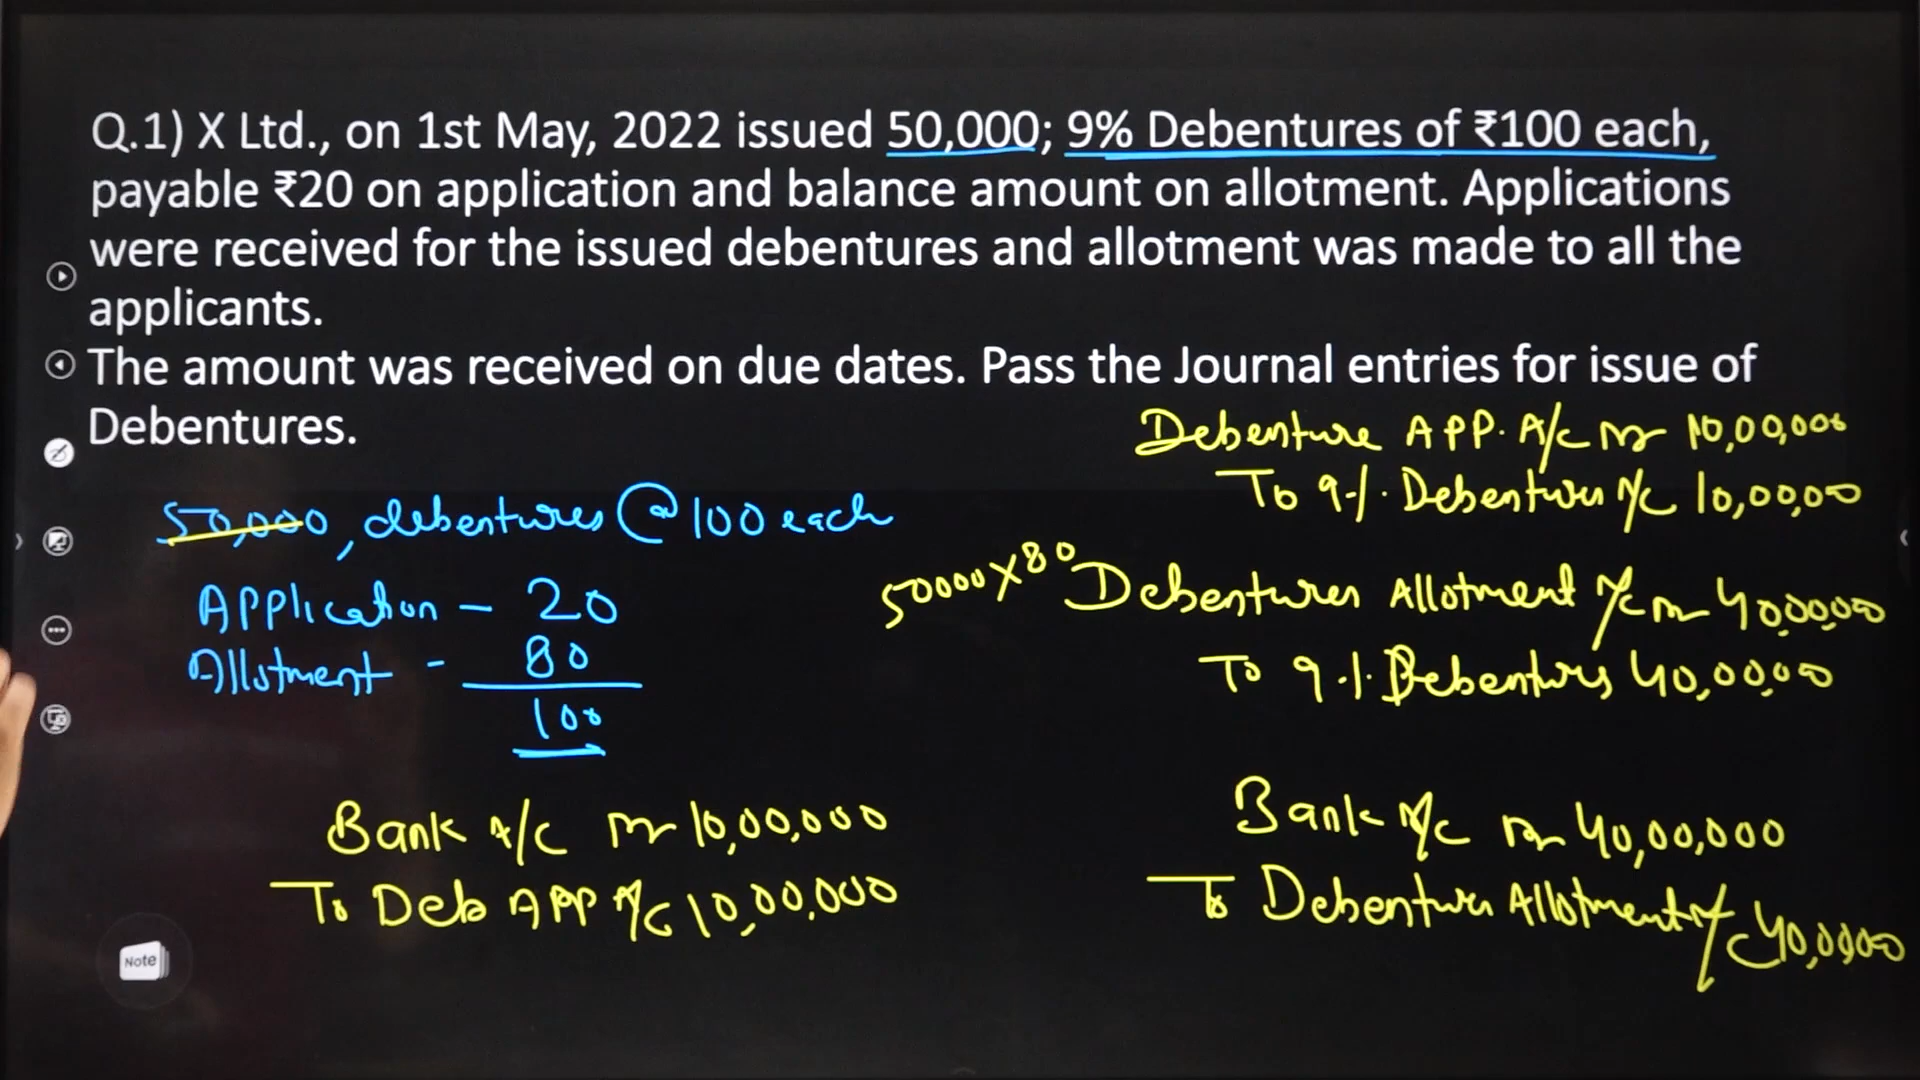 Q.1) X Ltd., on 1st May, 2022 issued 50,000; 9% Debentures of ₹100 each,
payable ₹20 on application and balance amount on allotment. Applications
were received for the issued debentures and allotment was made to all the
applicants.
The amount was received on due dates. Pass the Journal entries for issue of
Debentures.
50,000, debentures @ 100 each
Application - 20
Allotment - 80
100
Bank A/c Dr 10,00,000
To Deb APP A/c 10,00,000
Debenture APP. A/c Dr 10,00,000
To 9%. Debentures A/c 10,00,00
50000X80 Debentures Allotment A/c Dr 40,00,000
To 9%. Debentures 40,00,000
Bank A/c Dr 40,00,000
To Debentures Allotment A/c 40,00,000
Note